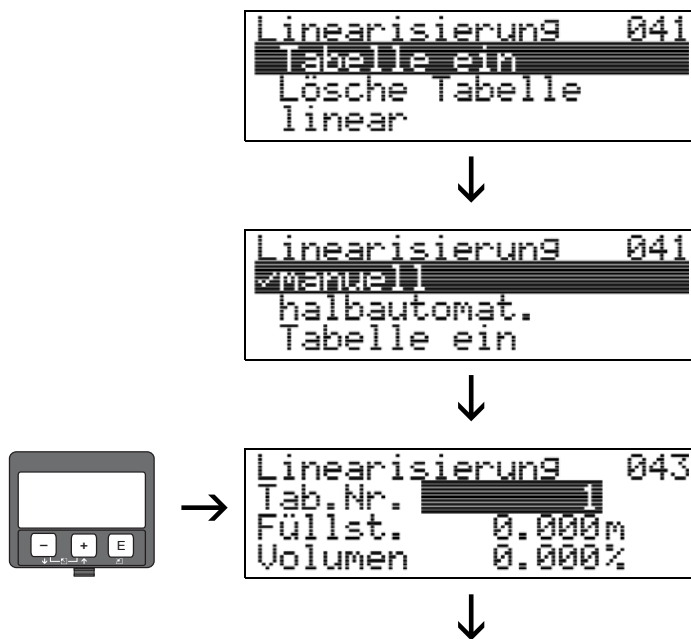 Linearisierung 041
Tabelle ein
Lösche Tabelle
linear
Linearisierung 041
✓manuell
halbautomat.
Tabelle ein
Linearisierung 043
Tab.Nr. 1
Füllst. 0.000m
Volumen 0.000%
- + E